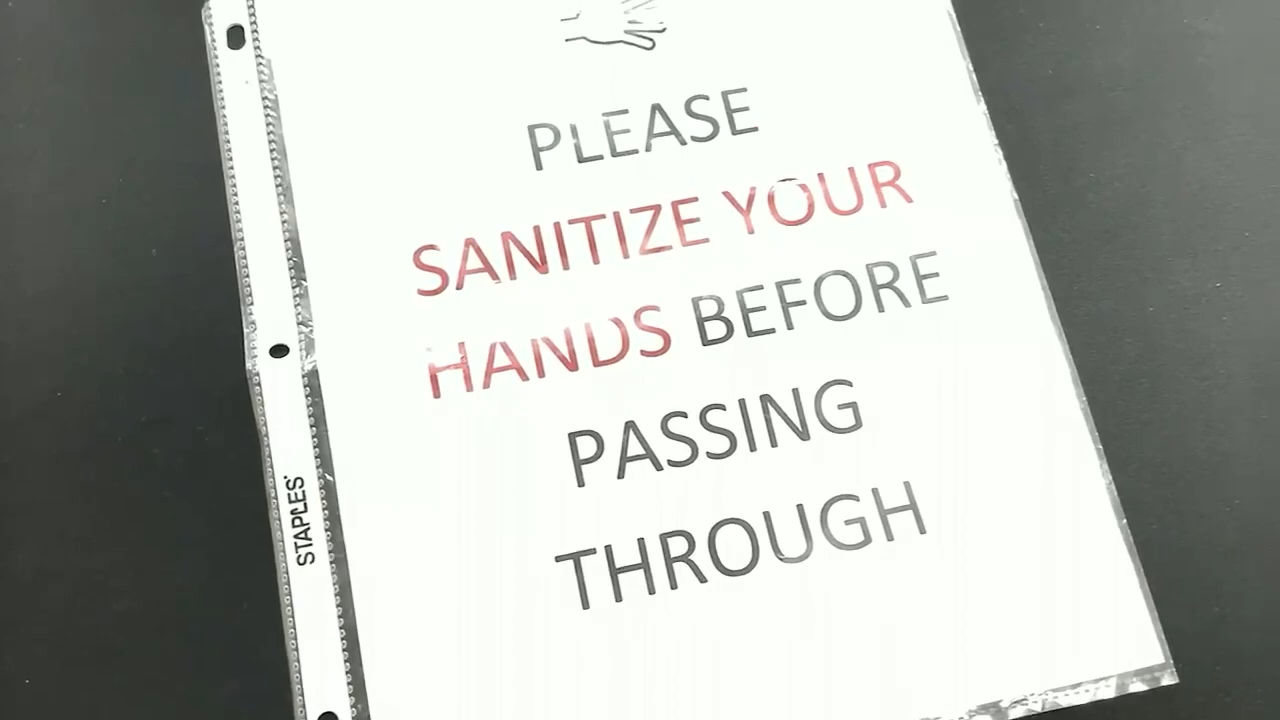 PLEASE
SANITIZE YOUR
HANDS BEFORE
PASSING
THROUGH
STAPLES